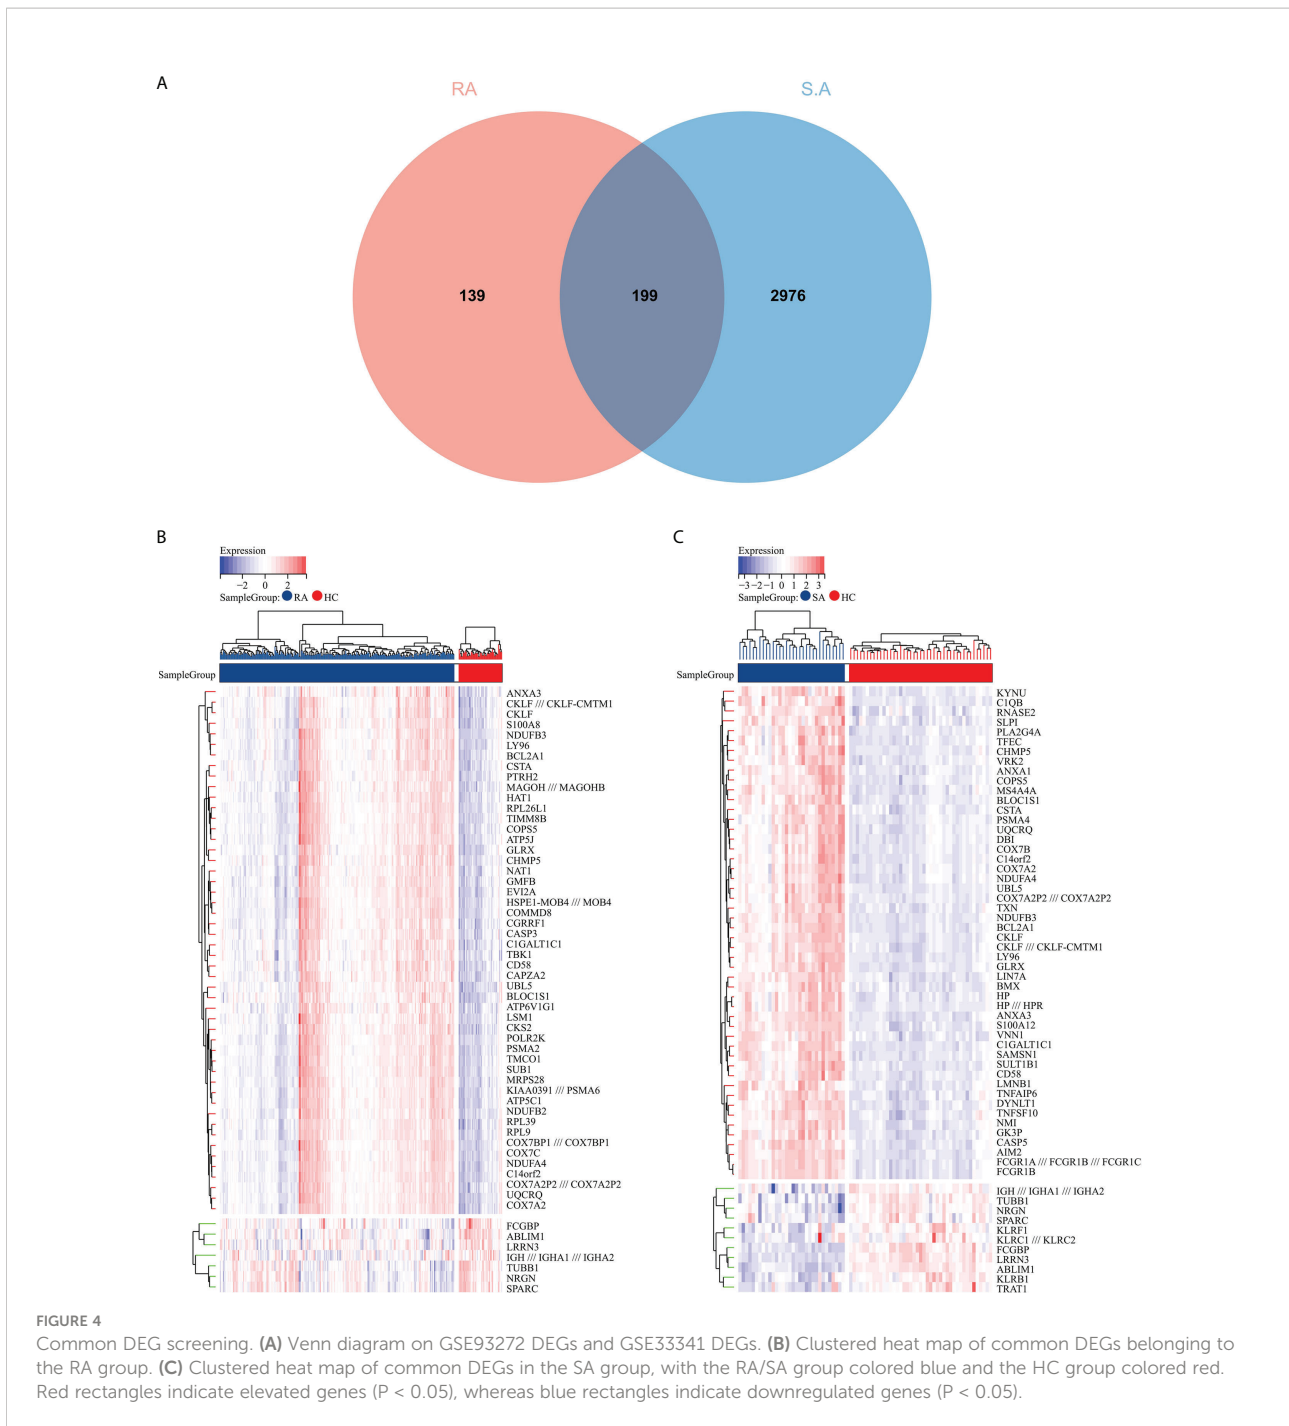 A
RA
S.A
139
199
2976
B
Expression
−2 0 2
SampleGroup: RA HC
SampleGroup
ANXA3
CKLF /// CKLF-CMTM1
CKLF
S100A8
NDUFB3
LY96
BCL2A1
CSTA
PTRH2
MAGOH /// MAGOHB
HAT1
RPL26L1
TIMM8B
COPS5
ATP5J
GLRX
CHMP5
NAT1
GMFB
EVI2A
HSPE1-MOB4 /// MOB4
COMMD8
CGRRF1
CASP3
C1GALT1C1
TBK1
CD58
CAPZA2
UBL5
BLOC1S1
ATP6V1G1
LSM1
CKS2
POLR2K
PSMA2
TMCO1
SUB1
MRPS28
KIAA0391 /// PSMA6
ATP5C1
NDUFB2
RPL39
RPL9
COX7BP1 /// COX7BP1
COX7C
NDUFA4
C14orf2
COX7A2P2 /// COX7A2P2
UQCRQ
COX7A2
FCGBP
ABLIM1
LRRN3
IGH /// IGHA1 /// IGHA2
TUBB1
NRGN
SPARC
C
Expression
−3 −2 −1 0 1 2 3
SampleGroup: SA HC
SampleGroup
KYNU
C1QB
RNASE2
SLPI
PLA2G4A
TFEC
CHMP5
VRK2
ANXA1
COPS5
MS4A4A
BLOC1S1
CSTA
PSMA4
UQCRQ
DBI
COX7B
C14orf2
COX7A2
NDUFA4
UBL5
COX7A2P2 /// COX7A2P2
TXN
NDUFB3
BCL2A1
CKLF
CKLF /// CKLF-CMTM1
LY96
GLRX
LIN7A
BMX
HP
HP /// HPR
ANXA3
S100A12
VNN1
C1GALT1C1
SAMSN1
SULT1B1
CD58
LMNB1
TNFAIP6
DYNLT1
TNFSF10
NMI
GK3P
CASP5
AIM2
FCGR1A /// FCGR1B /// FCGR1C
FCGR1B
IGH /// IGHA1 /// IGHA2
TUBB1
NRGN
SPARC
KLRF1
KLRC1 /// KLRC2
FCGBP
LRRN3
ABLIM1
KLRB1
TRAT1
FIGURE 4
Common DEG screening. (A) Venn diagram on GSE93272 DEGs and GSE33341 DEGs. (B) Clustered heat map of common DEGs belonging to
the RA group. (C) Clustered heat map of common DEGs in the SA group, with the RA/SA group colored blue and the HC group colored red.
Red rectangles indicate elevated genes (P < 0.05), whereas blue rectangles indicate downregulated genes (P < 0.05).